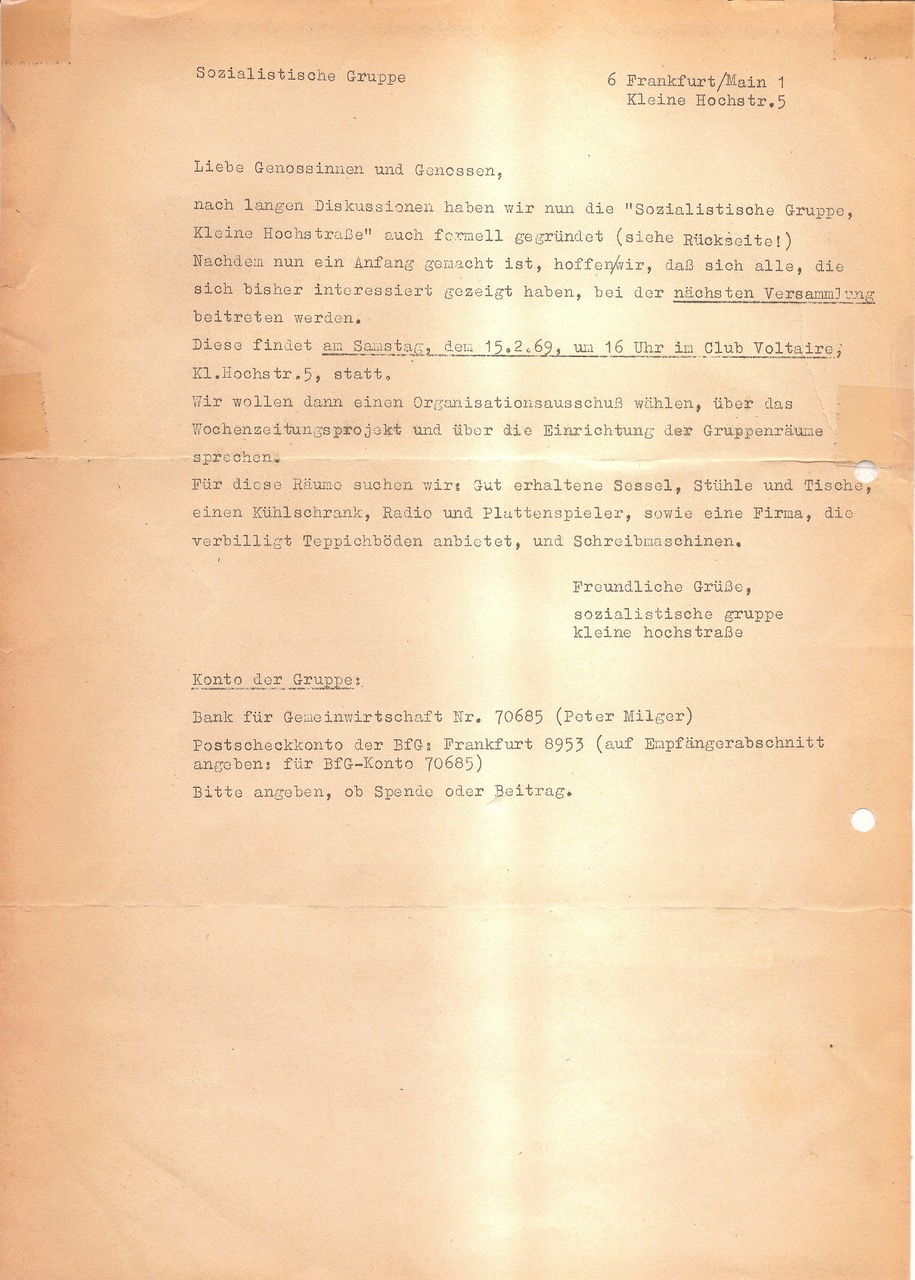 Sozialistische Gruppe
6 Frankfurt/Main 1
Kleine Hochstr.5
Liebe Genossinnen und Genossen,
nach langen Diskussionen haben wir nun die "Sozialistische Gruppe,
Kleine Hochstraße" auch formell gegründet (siehe Rückseite!)
Nachdem nun ein Anfang gemacht ist, hoffen/wir, daß sich alle, die
sich bisher interessiert gezeigt haben, bei der nächsten Versammlung
beitreten werden.
Diese findet am Samstag, dem 15.2.69, um 16 Uhr im Club Voltaire,
Kl.Hochstr.5, statt.
Wir wollen dann einen Organisationsausschuß wählen, über das
Wochenzeitungsprojekt und über die Einrichtung der Gruppenräume
sprechen.
Für diese Räume suchen wir: Gut erhaltene Sessel, Stühle und Tische,
einen Kühlschrank, Radio und Plattenspieler, sowie eine Firma, die
verbilligt Teppichböden anbietet, und Schreibmaschinen.
Freundliche Grüße,
sozialistische gruppe
kleine hochstraße
Konto der Gruppe:
Bank für Gemeinwirtschaft Nr. 70685 (Peter Milger)
Postscheckkonto der BfG: Frankfurt 8953 (auf Empfängerabschnitt
angeben: für BfG-Konto 70685)
Bitte angeben, ob Spende oder Beitrag.